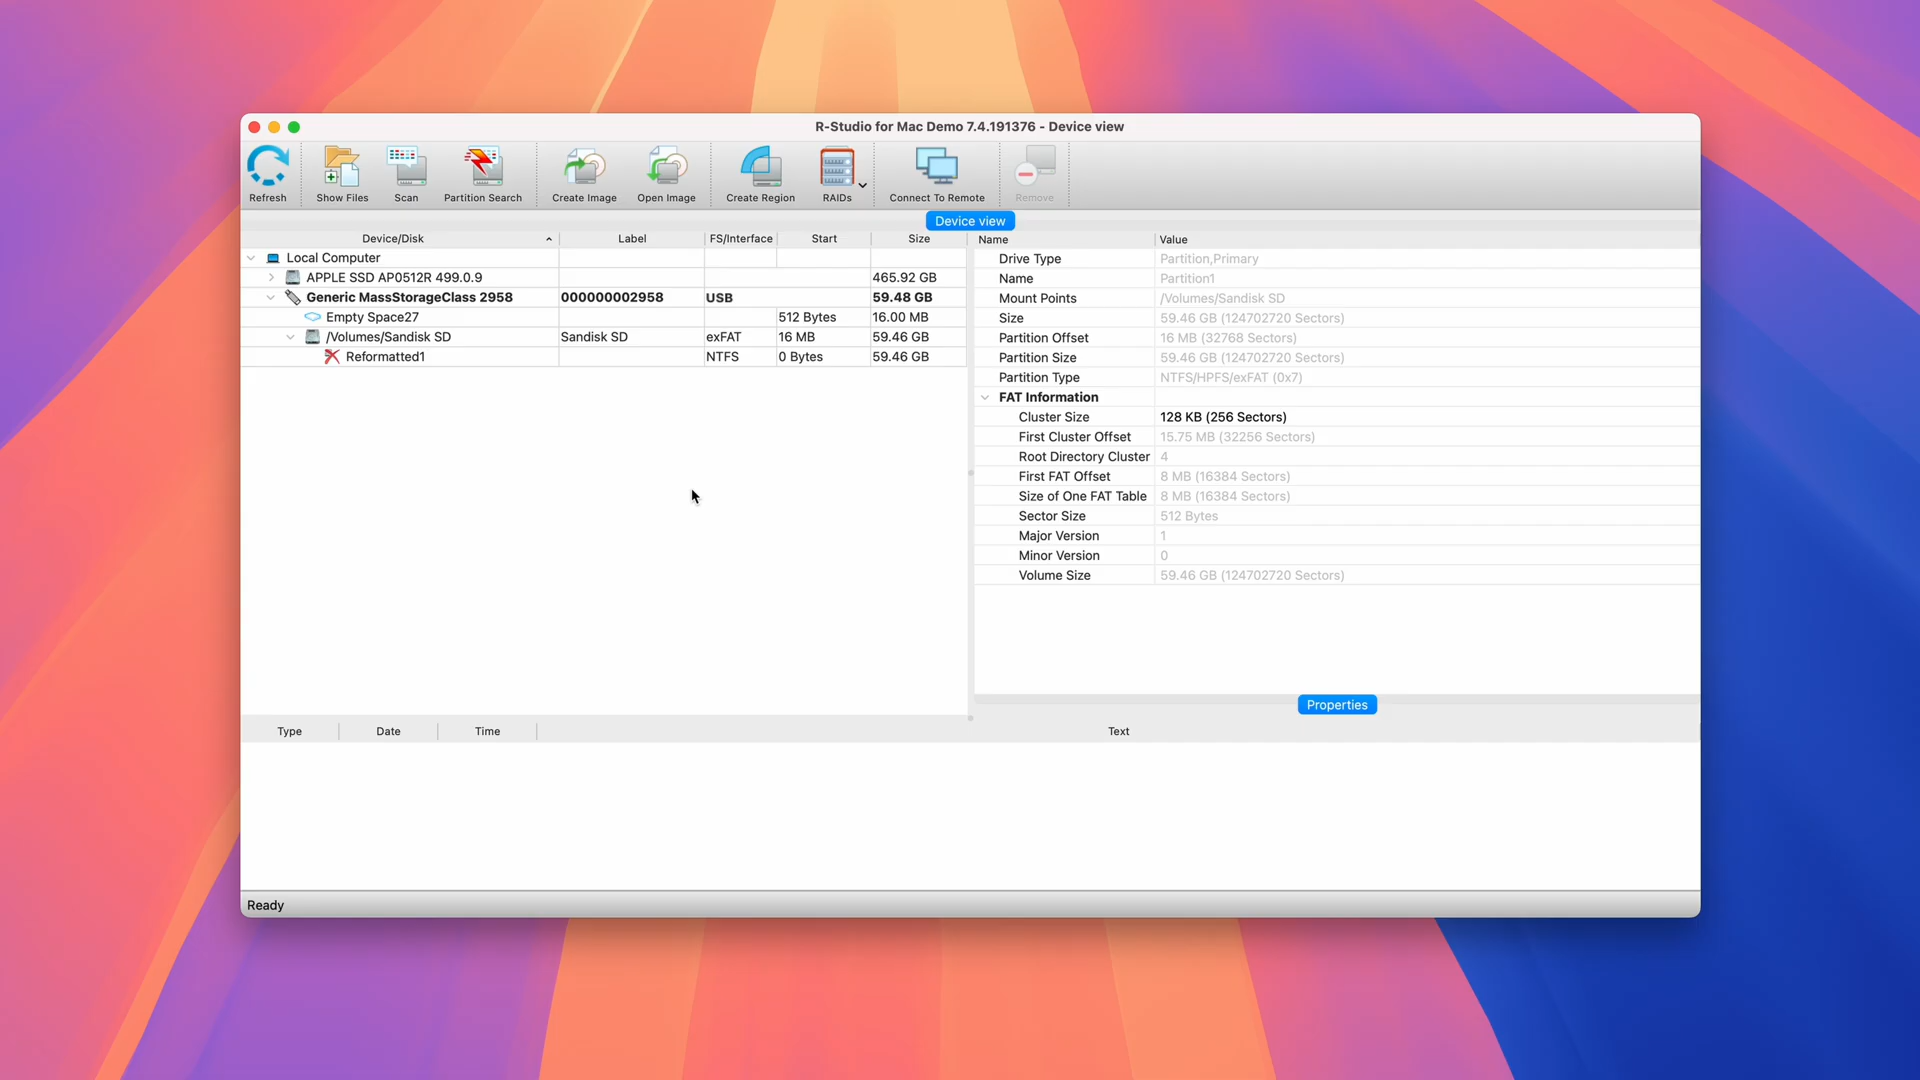 R-Studio for Mac Demo 7.4.191376 - Device view
Refresh
Show Files
Scan
Partition Search
Create Image
Open Image
Create Region
RAIDs
Connect To Remote
Remove
Device view
Device/Disk Label FS/Interface Start Size
Local Computer
APPLE SSD AP0512R 499.0.9 465.92 GB
Generic MassStorageClass 2958 000000002958 USB 59.48 GB
Empty Space27 512 Bytes 16.00 MB
/Volumes/Sandisk SD Sandisk SD exFAT 16 MB 59.46 GB
Reformatted1 NTFS 0 Bytes 59.46 GB
Name Value
Drive Type Partition,Primary
Name Partition1
Mount Points /Volumes/Sandisk SD
Size 59.46 GB (124702720 Sectors)
Partition Offset 16 MB (32768 Sectors)
Partition Size 59.46 GB (124702720 Sectors)
Partition Type NTFS/HPFS/exFAT (0x7)
FAT Information
Cluster Size 128 KB (256 Sectors)
First Cluster Offset 15.75 MB (32256 Sectors)
Root Directory Cluster 4
First FAT Offset 8 MB (16384 Sectors)
Size of One FAT Table 8 MB (16384 Sectors)
Sector Size 512 Bytes
Major Version 1
Minor Version 0
Volume Size 59.46 GB (124702720 Sectors)
Properties
Type Date Time Text
Ready